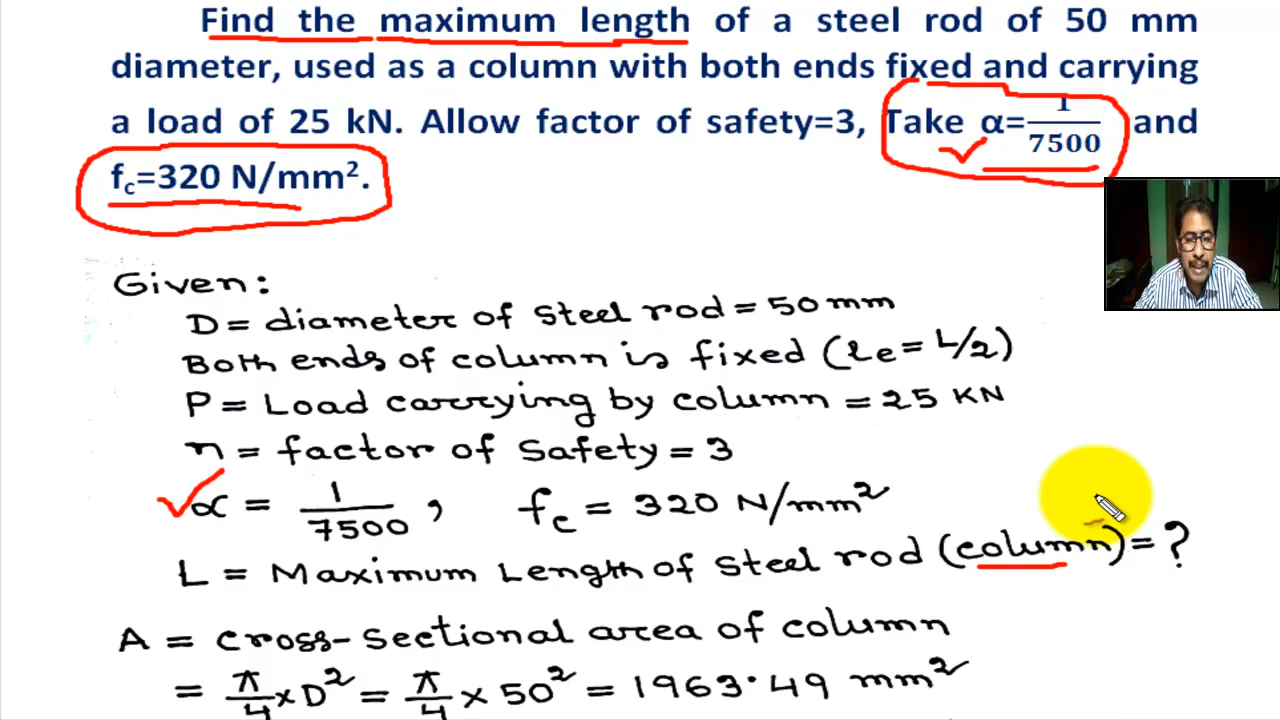 Find the maximum length of a steel rod of 50 mm
diameter, used as a column with both ends fixed and carrying
a load of 25 kN. Allow factor of safety=3, Take α=1/7500 and
fc=320 N/mm².
Given:
D = diameter of steel rod = 50 mm
Both ends of column is fixed (le = L/2)
P = Load carrying by column = 25 KN
n = factor of Safety = 3
α = 1/7500 , fc = 320 N/mm²
L = Maximum Length of Steel rod (column) = ?
A = cross-sectional area of column
= π/4 × D² = π/4 × 50² = 1963.49 mm²